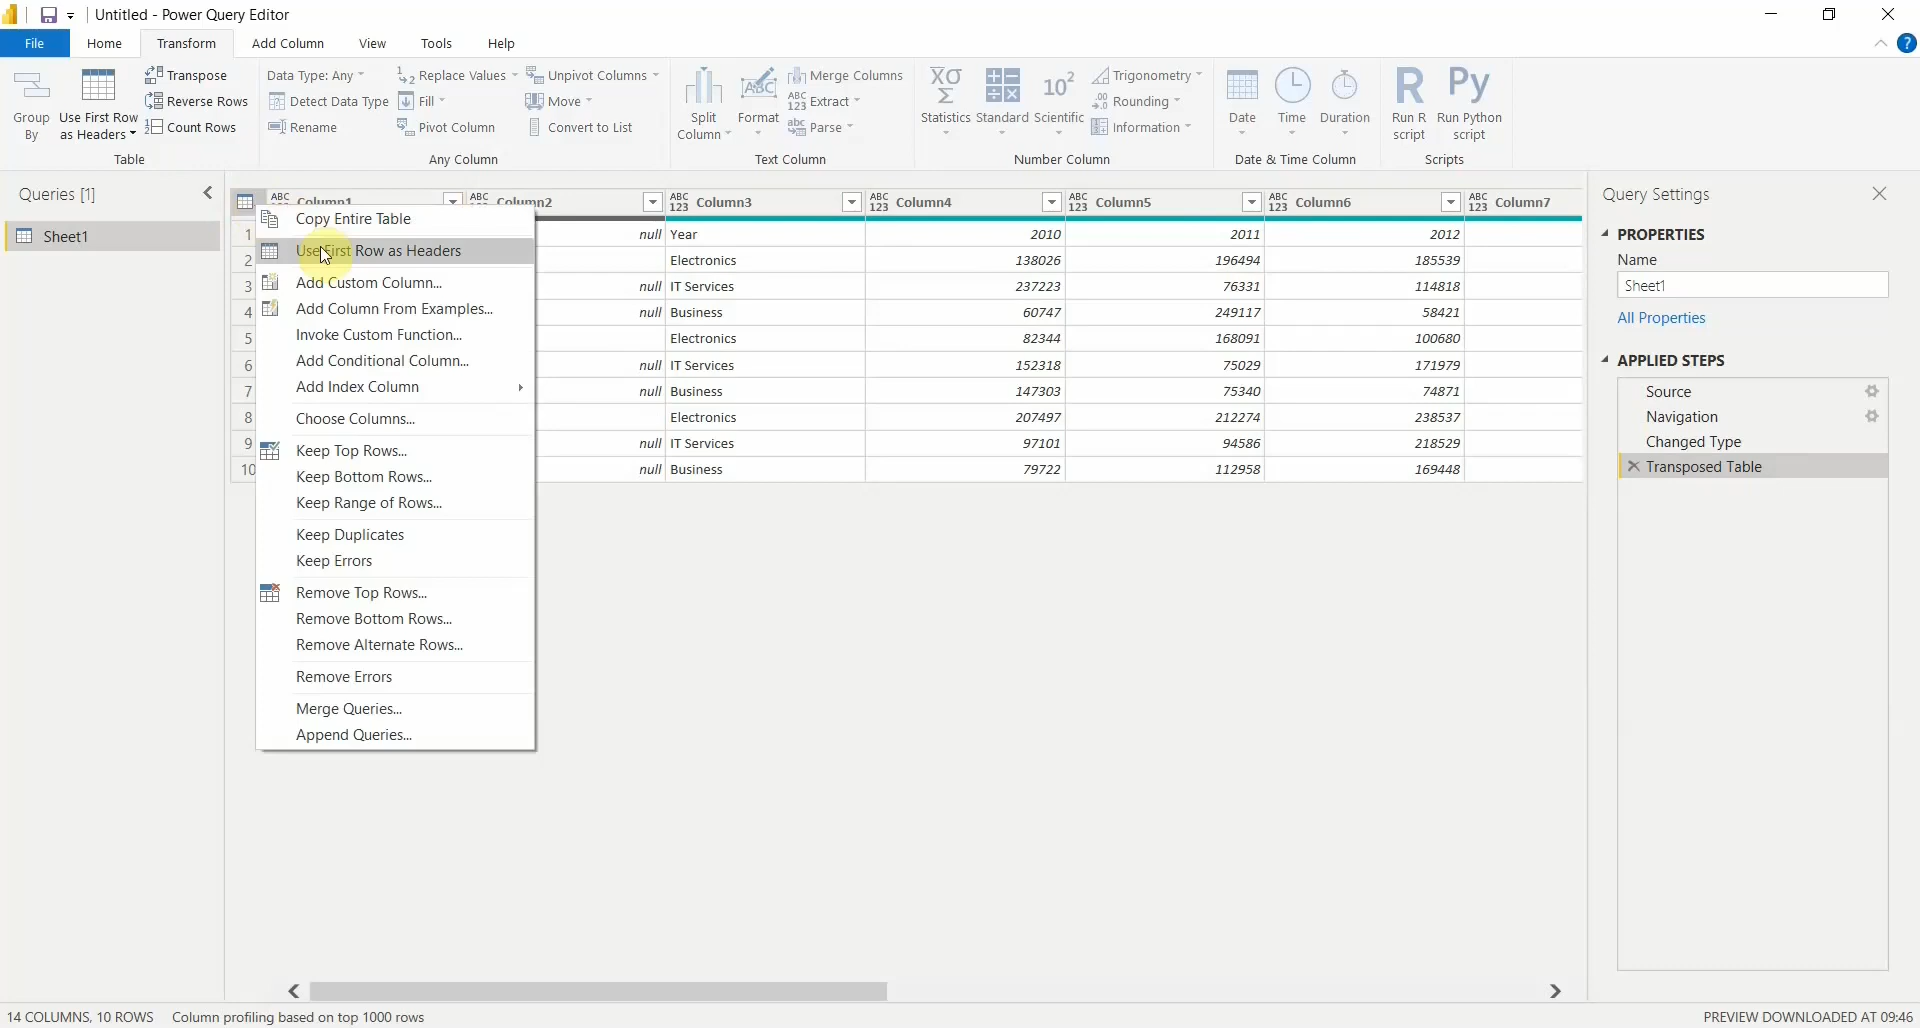 Untitled - Power Query Editor
File Home Transform Add Column View Tools Help
Group By
Use First Row as Headers
Transpose
Reverse Rows
Count Rows
Table
Data Type: Any
Detect Data Type
Rename
Replace Values
Fill
Pivot Column
Unpivot Columns
Move
Convert to List
Any Column
Split Column
Format
Merge Columns
Extract
Parse
Text Column
Statistics
Standard
Scientific
Trigonometry
Rounding
Information
Number Column
Date
Time
Duration
Date & Time Column
Run R script
Run Python script
Scripts
Queries [1]
Sheet1
Column3 Column4 Column5 Column6 Column7
1 null Year 2010 2011 2012
2 Electronics 138026 196494 185539
3 null IT Services 237223 76331 114818
4 null Business 60747 249117 58421
5 Electronics 82344 168091 100680
6 null IT Services 152318 75029 171979
7 null Business 147303 75340 74871
8 Electronics 207497 212274 238537
9 null IT Services 97101 94586 218529
10 null Business 79722 112958 169448
Copy Entire Table
Use First Row as Headers
Add Custom Column...
Add Column From Examples...
Invoke Custom Function...
Add Conditional Column...
Add Index Column
Choose Columns...
Keep Top Rows...
Keep Bottom Rows...
Keep Range of Rows...
Keep Duplicates
Keep Errors
Remove Top Rows...
Remove Bottom Rows...
Remove Alternate Rows...
Remove Errors
Merge Queries...
Append Queries...
Query Settings
PROPERTIES
Name
Sheet1
All Properties
APPLIED STEPS
Source
Navigation
Changed Type
Transposed Table
14 COLUMNS, 10 ROWS Column profiling based on top 1000 rows
PREVIEW DOWNLOADED AT 09:46